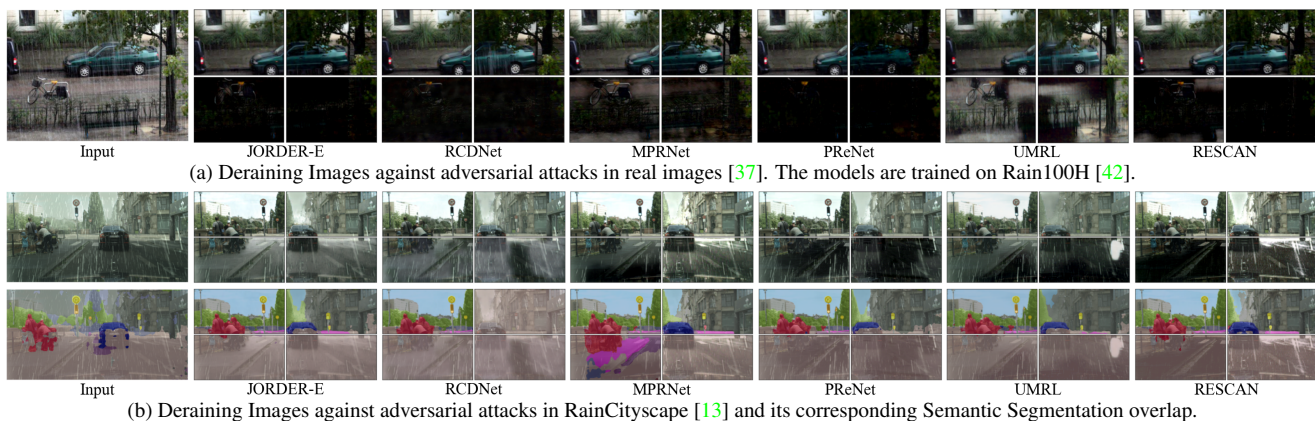 Input JORDER-E RCDNet MPRNet PReNet UMRL RESCAN
(a) Deraining Images against adversarial attacks in real images [37]. The models are trained on Rain100H [42].
Input JORDER-E RCDNet MPRNet PReNet UMRL RESCAN
(b) Deraining Images against adversarial attacks in RainCityscape [13] and its corresponding Semantic Segmentation overlap.